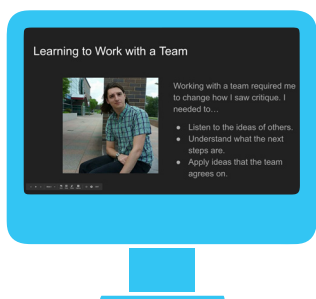 Learning to Work with a Team
Working with a team required me
to change how I saw critique. I
needed to…
● Listen to the ideas of others.
● Understand what the next
steps are.
● Apply ideas that the team
agrees on.